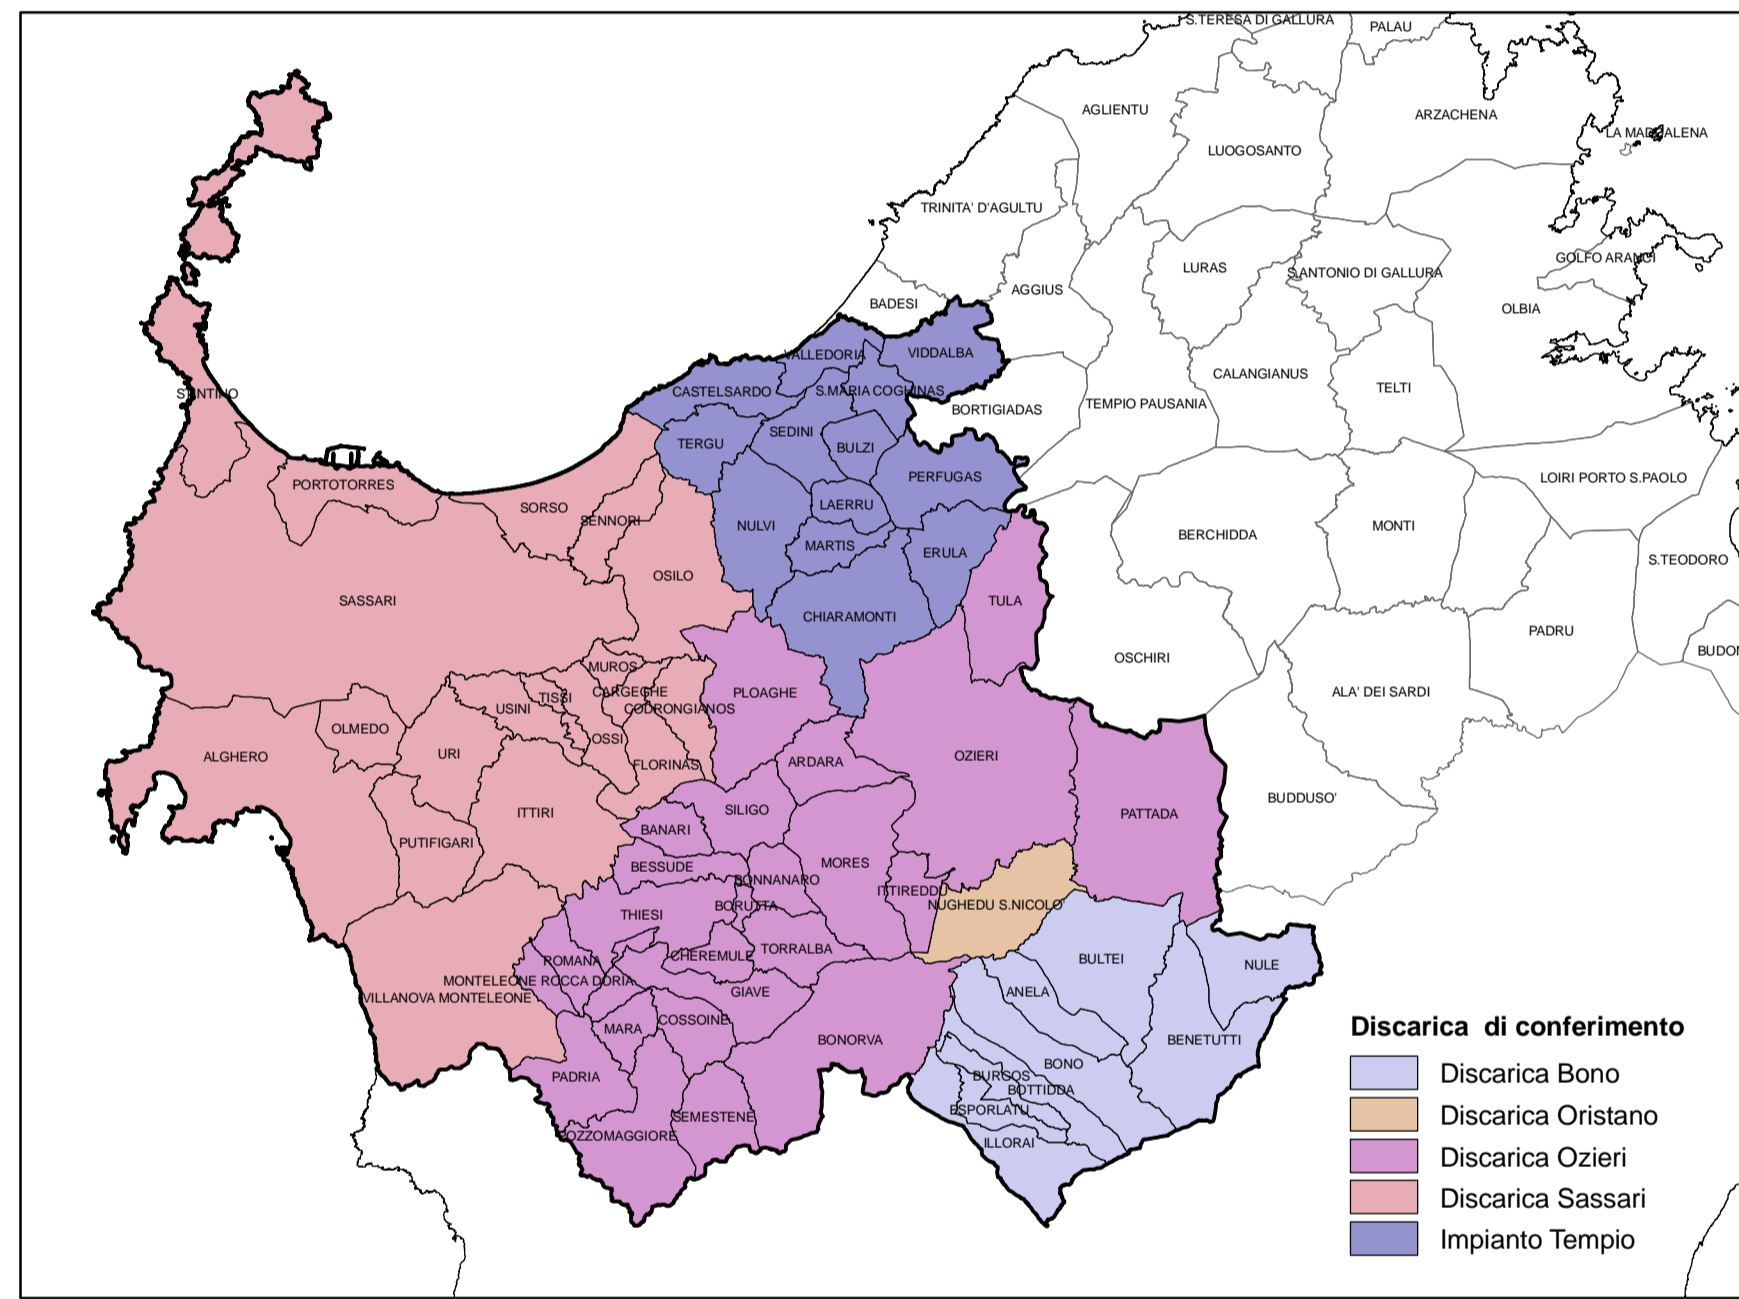 S.TERESA DI GALLURA
PALAU
AGLIENTU
ARZACHENA
LA MADDALENA
LUOGOSANTO
TRINITA' D'AGULTU
GOLFO ARANCI
LURAS
S.ANTONIO DI GALLURA
AGGIUS
BADESI
OLBIA
VALLEDORIA
VIDDALBA
CALANGIANUS
TELTI
STINTINO
CASTELSARDO
S.MARIA COGHINAS
BORTIGIADAS
TEMPIO PAUSANIA
TERGU
SEDINI
BULZI
PERFUGAS
LOIRI PORTO S.PAOLO
PORTOTORRES
SORSO
SENNORI
NULVI
LAERRU
MARTIS
ERULA
BERCHIDDA
MONTI
S.TEODORO
OSILO
SASSARI
TULA
CHIARAMONTI
PADRU
BUDON
OSCHIRI
MUROS
TISSI
CARGEGHE
PLOAGHE
ALA' DEI SARDI
USINI
CODRONGIANOS
OLMEDO
OSSI
ALGHERO
URI
FLORINAS
ARDARA
OZIERI
BUDDUSO'
ITTIRI
SILIGO
PATTADA
BANARI
PUTIFIGARI
BESSUDE
MORES
BONNANARO
ITTIREDDU
BORUTTA
NUGHEDU S.NICOLO'
THIESI
TORRALBA
CHEREMULE
ROMANA
BULTEI
NULE
MONTELEONE ROCCA DORIA
VILLANOVA MONTELEONE
GIAVE
ANELA
COSSOINE
MARA
BONORVA
BENETUTTI
BONO
PADRIA
BURGOS
BOTTIDDA
ESPORLATU
SEMESTENE
POZZOMAGGIORE
ILLORAI
Discarica di conferimento
Discarica Bono
Discarica Oristano
Discarica Ozieri
Discarica Sassari
Impianto Tempio